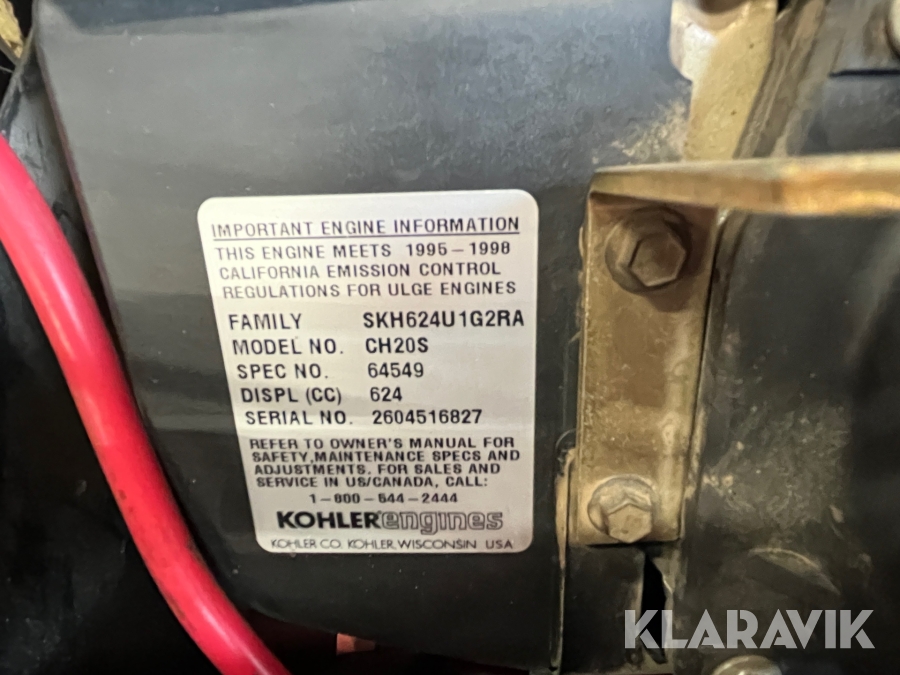 IMPORTANT ENGINE INFORMATION
THIS ENGINE MEETS 1995-1998
CALIFORNIA EMISSION CONTROL
REGULATIONS FOR ULGE ENGINES
FAMILY SKH624U1G2RA
MODEL NO. CH20S
SPEC NO. 64549
DISPL (CC) 624
SERIAL NO. 2604516827
REFER TO OWNER'S MANUAL FOR
SAFETY, MAINTENANCE SPECS AND
ADJUSTMENTS. FOR SALES AND
SERVICE IN US/CANADA, CALL:
1-800-544-2444
KOHLER engines
KOHLER CO. KOHLER, WISCONSIN USA
KLARAVIK